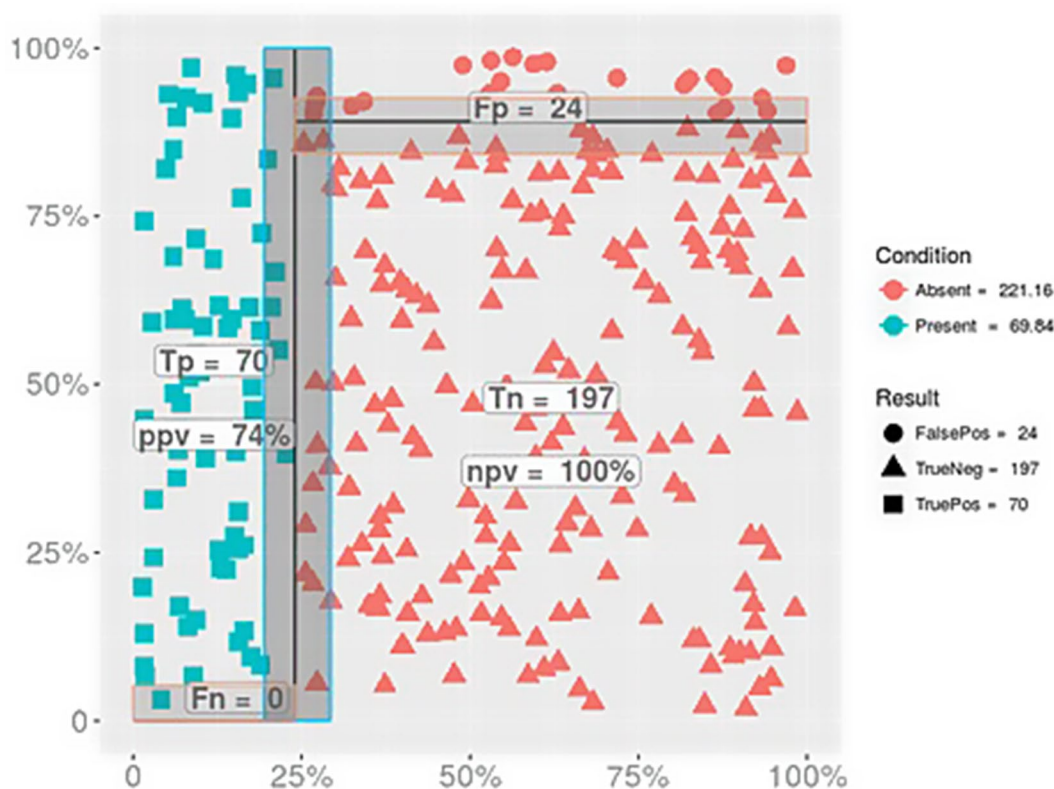 100%
75%
50%
25%
0
0
25%
50%
75%
100%
Fp = 24
Tp = 70
ppv = 74%
Tn = 197
npv = 100%
Fn = 0
Condition
Absent = 221.16
Present = 69.84
Result
FalsePos = 24
TrueNeg = 197
TruePos = 70